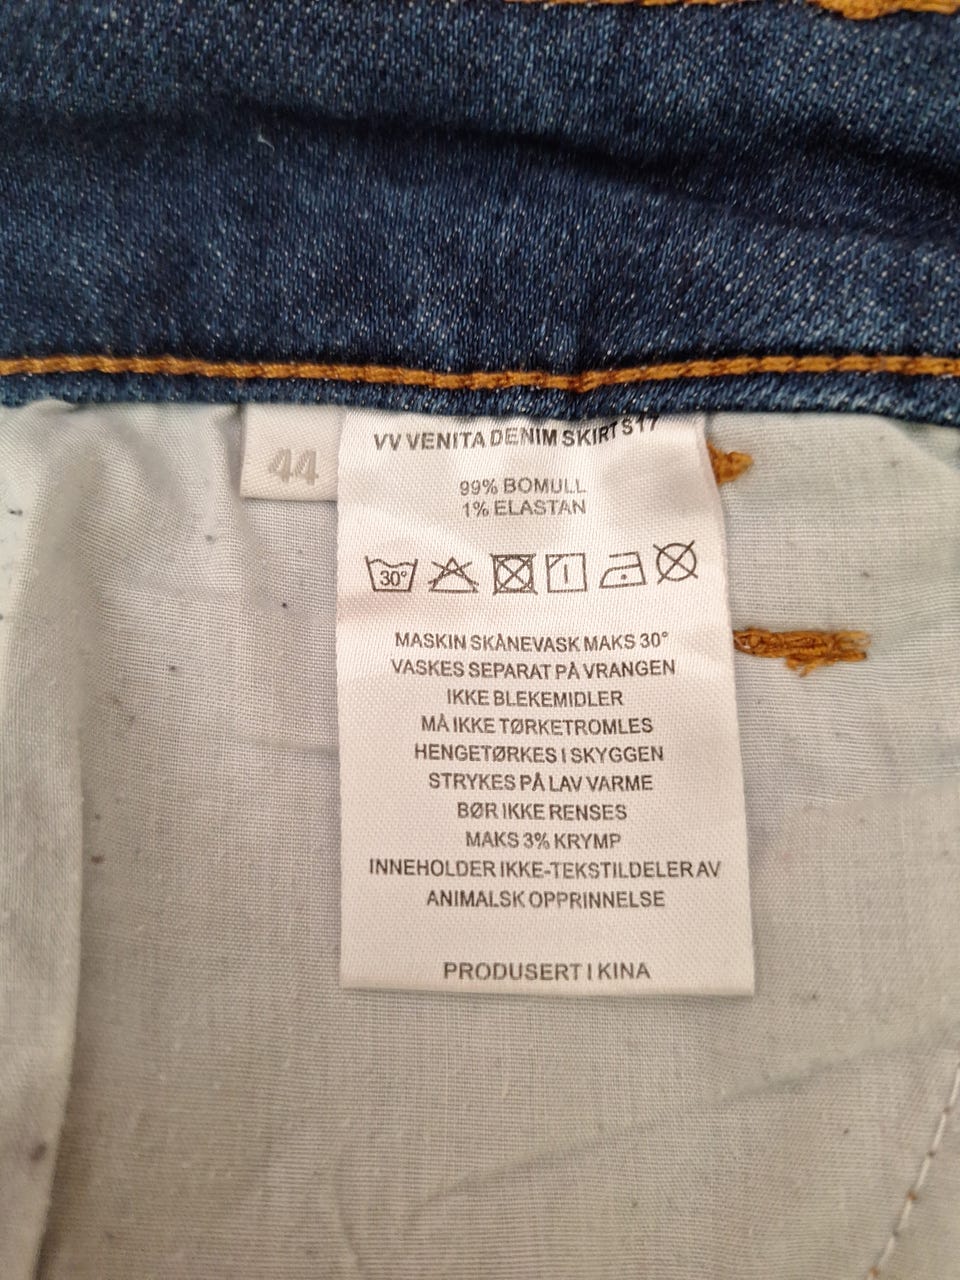 44
VV VENITA DENIM SKIRT S17
99% BOMULL
1% ELASTAN
30°
MASKIN SKÅNEVASK MAKS 30°
VASKES SEPARAT PÅ VRANGEN
IKKE BLEKEMIDLER
MÅ IKKE TØRKETROMLES
HENGETØRKES I SKYGGEN
STRYKES PÅ LAV VARME
BØR IKKE RENSES
MAKS 3% KRYMP
INNEHOLDER IKKE-TEKSTILDELER AV
ANIMALSK OPPRINNELSE
PRODUSERT I KINA